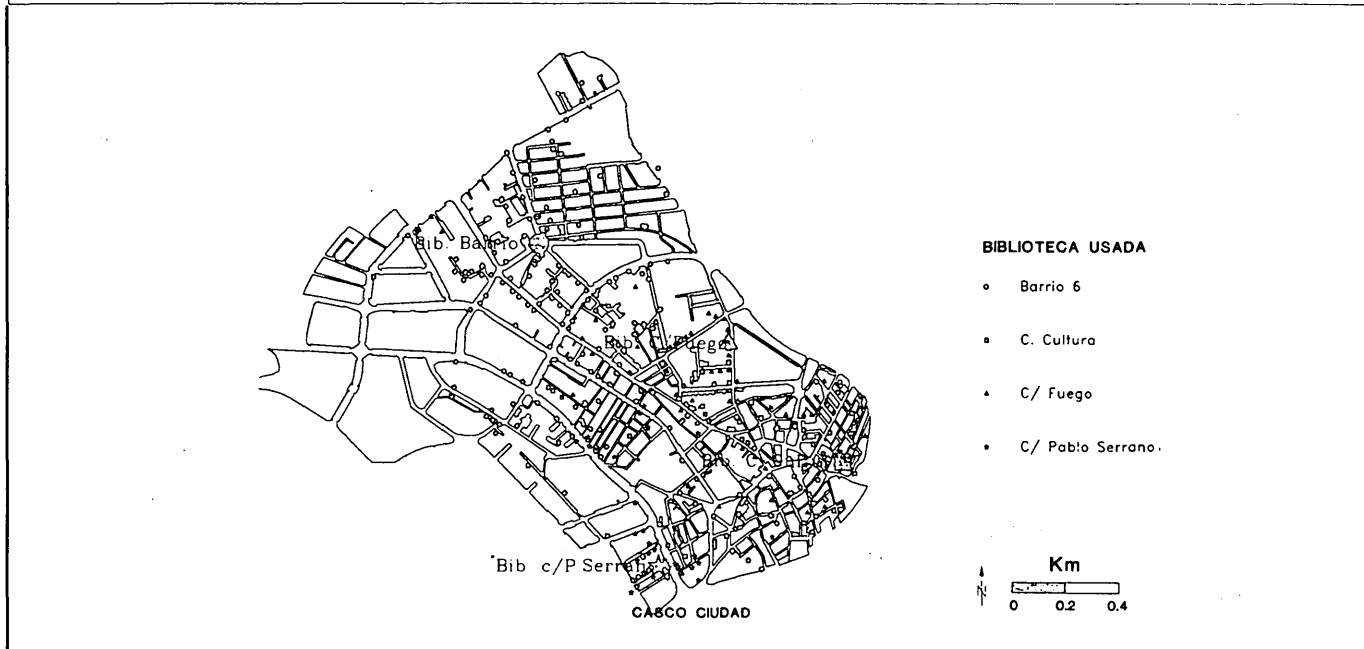 Bib. Barrio
Bib. C/ Fuego
Bib.
Bib c/P Serrano
CASCO CIUDAD
BIBLIOTECA USADA
Barrio 6
C. Cultura
C/ Fuego
C/ Pablo Serrano.
N
Km
0 0.2 0.4